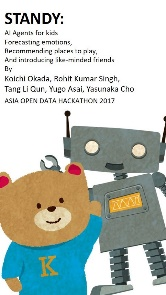 STANDY:
AI Agents for kids
Forecasting emotions,
Recommending places to play,
And introducing like-minded friends
By
Koichi Okada, Rohit Kumar Singh,
Tang Li Qun, Yugo Asai, Yasunaka Cho
ASIA OPEN DATA HACKATHON 2017
K